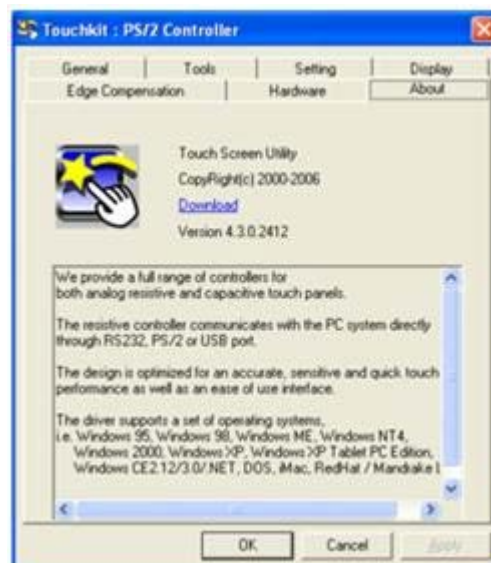 Touchkit : PS/2 Controller
General Tools Setting Display
Edge Compensation Hardware About
Touch Screen Utility
CopyRight(c) 2000-2006
Download
Version 4.3.0.2412
We provide a full range of controllers for
both analog resistive and capacitive touch panels.
The resistive controller communicates with the PC system directly
through RS232, PS/2 or USB port.
The design is optimized for an accurate, sensitive and quick touch
performance as well as an ease of use interface.
The driver supports a set of operating systems,
i.e. Windows 95, Windows 98, Windows ME, Windows NT4,
Windows 2000, Windows XP, Windows XP Tablet PC Edition,
Windows CE2.12/3.0/.NET, DOS, iMac, RedHat / Mandrake
OK Cancel Apply